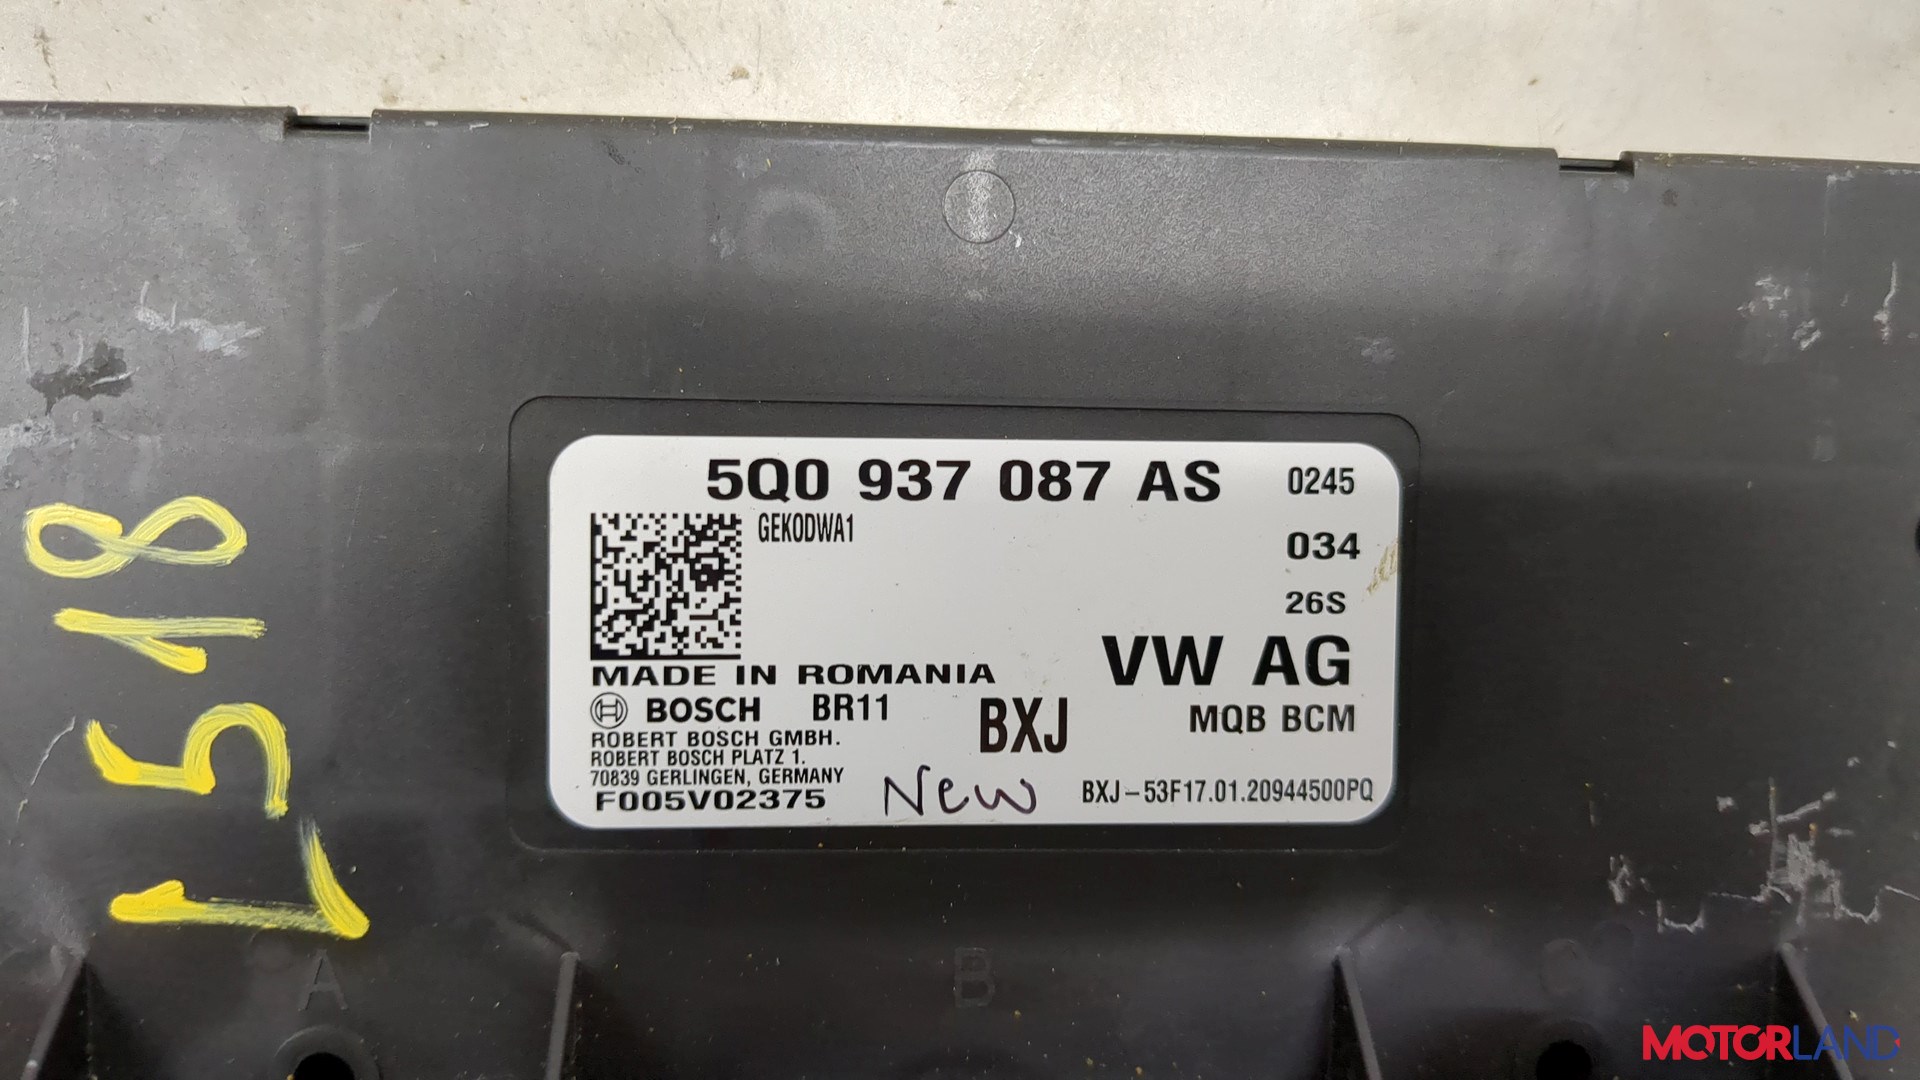 5Q0 937 087 AS 0245
GEKODWA1
034
26S
MADE IN ROMANIA
VW AG
BOSCH BR11
BXJ
MQB BCM
ROBERT BOSCH GMBH.
ROBERT BOSCH PLATZ 1.
70839 GERLINGEN, GERMANY
F005V02375
New
BXJ-53F17.01.20944500PQ
1518
A
B
MOTORLAND